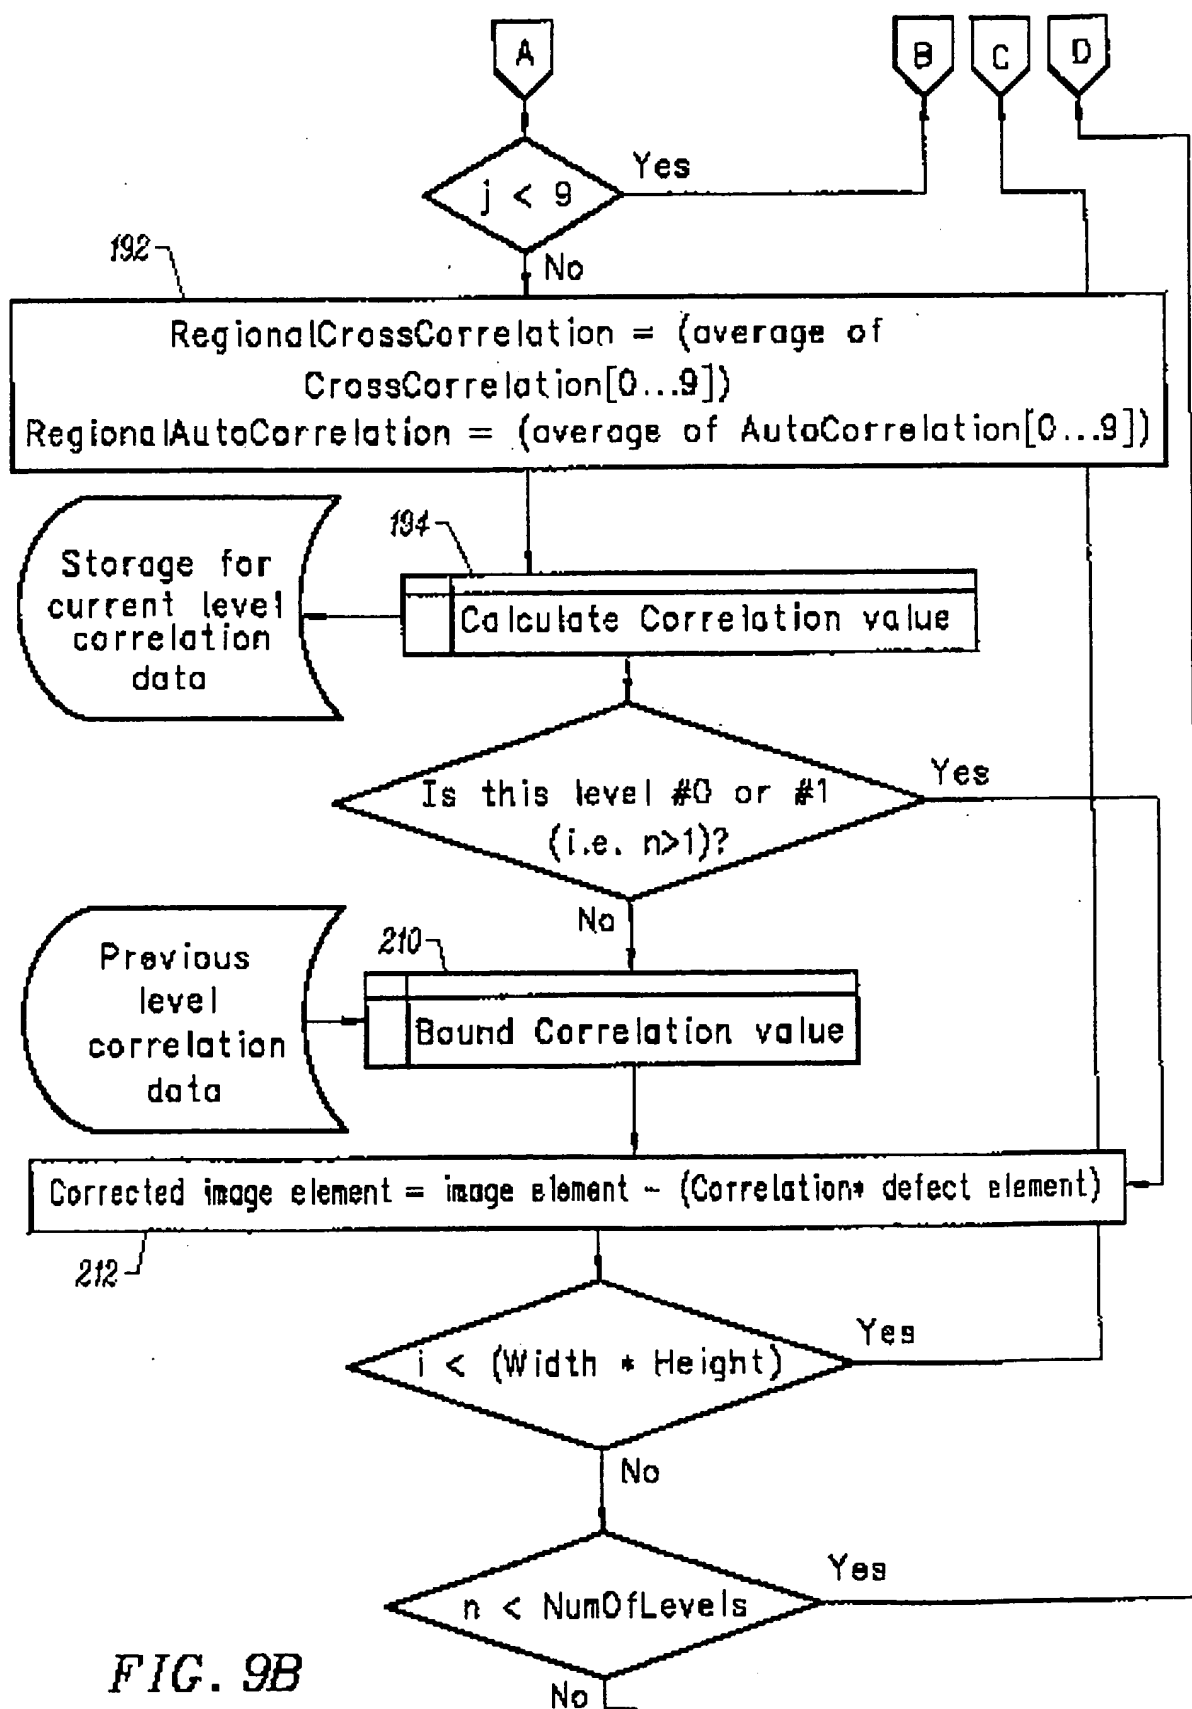 A
B
C
D
j < 9
Yes
No
192
RegionalCrossCorrelation = (average of
CrossCorrelation[0...9])
RegionalAutoCorrelation = (average of AutoCorrelation[0...9])
Storage for
current level
correlation
data
194
Calculate Correlation value
Is this level #0 or #1
(i.e. n>1)?
Yes
No
Previous
level
correlation
data
210
Bound Correlation value
Corrected image element = image element - (Correlation* defect element)
212
i < (Width * Height)
Yes
No
n < NumOfLevels
Yes
No
FIG. 9B